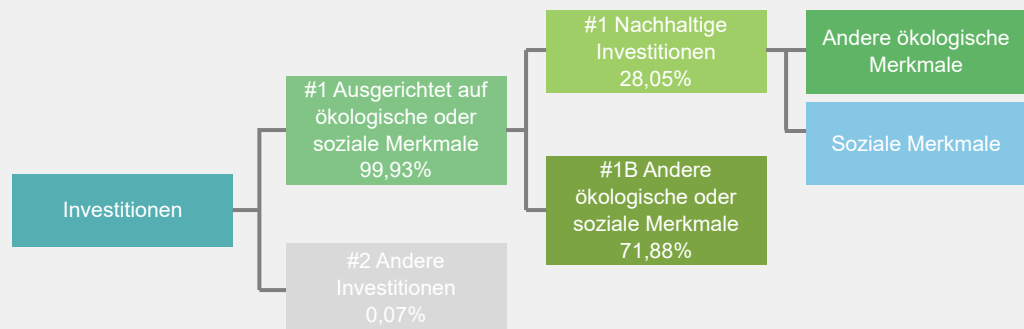 Investitionen
#1 Ausgerichtet auf
ökologische oder
soziale Merkmale
99,93%
#2 Andere
Investitionen
0,07%
#1 Nachhaltige
Investitionen
28,05%
#1B Andere
ökologische oder
soziale Merkmale
71,88%
Andere ökologische
Merkmale
Soziale Merkmale